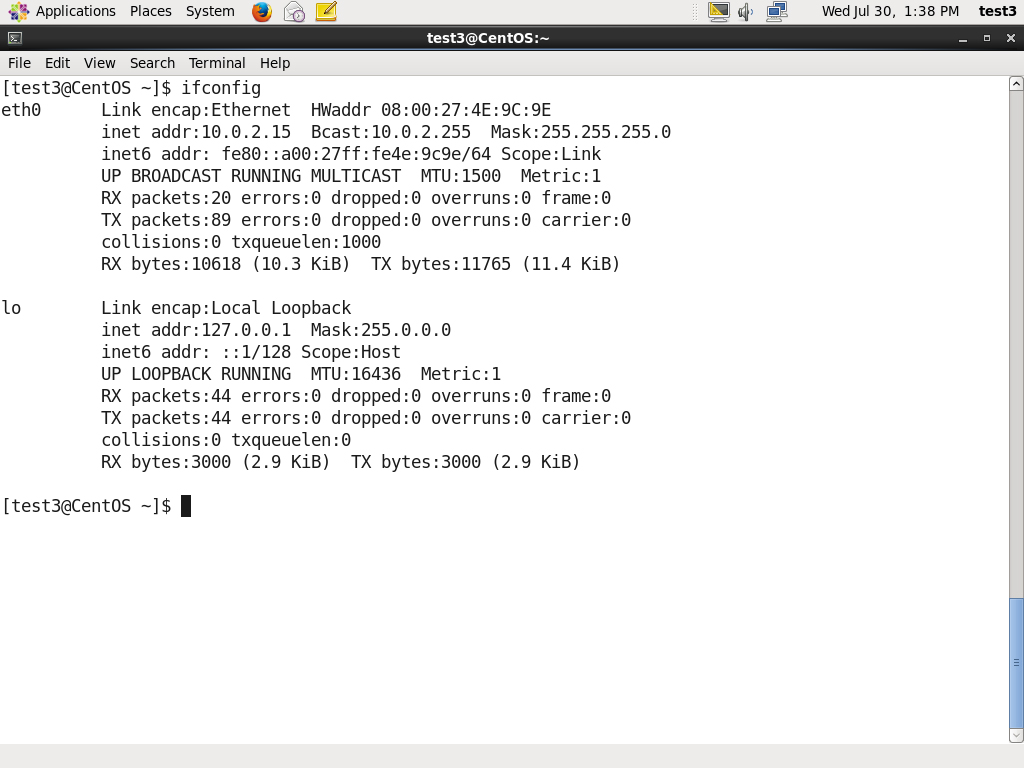 Applications Places System Wed Jul 30, 1:38 PM test3
test3@CentOS:~
File Edit View Search Terminal Help
[test3@CentOS ~]$ ifconfig
eth0      Link encap:Ethernet  HWaddr 08:00:27:4E:9C:9E
          inet addr:10.0.2.15  Bcast:10.0.2.255  Mask:255.255.255.0
          inet6 addr: fe80::a00:27ff:fe4e:9c9e/64 Scope:Link
          UP BROADCAST RUNNING MULTICAST  MTU:1500  Metric:1
          RX packets:20 errors:0 dropped:0 overruns:0 frame:0
          TX packets:89 errors:0 dropped:0 overruns:0 carrier:0
          collisions:0 txqueuelen:1000
          RX bytes:10618 (10.3 KiB)  TX bytes:11765 (11.4 KiB)
lo        Link encap:Local Loopback
          inet addr:127.0.0.1  Mask:255.0.0.0
          inet6 addr: ::1/128 Scope:Host
          UP LOOPBACK RUNNING  MTU:16436  Metric:1
          RX packets:44 errors:0 dropped:0 overruns:0 frame:0
          TX packets:44 errors:0 dropped:0 overruns:0 carrier:0
          collisions:0 txqueuelen:0
          RX bytes:3000 (2.9 KiB)  TX bytes:3000 (2.9 KiB)
[test3@CentOS ~]$